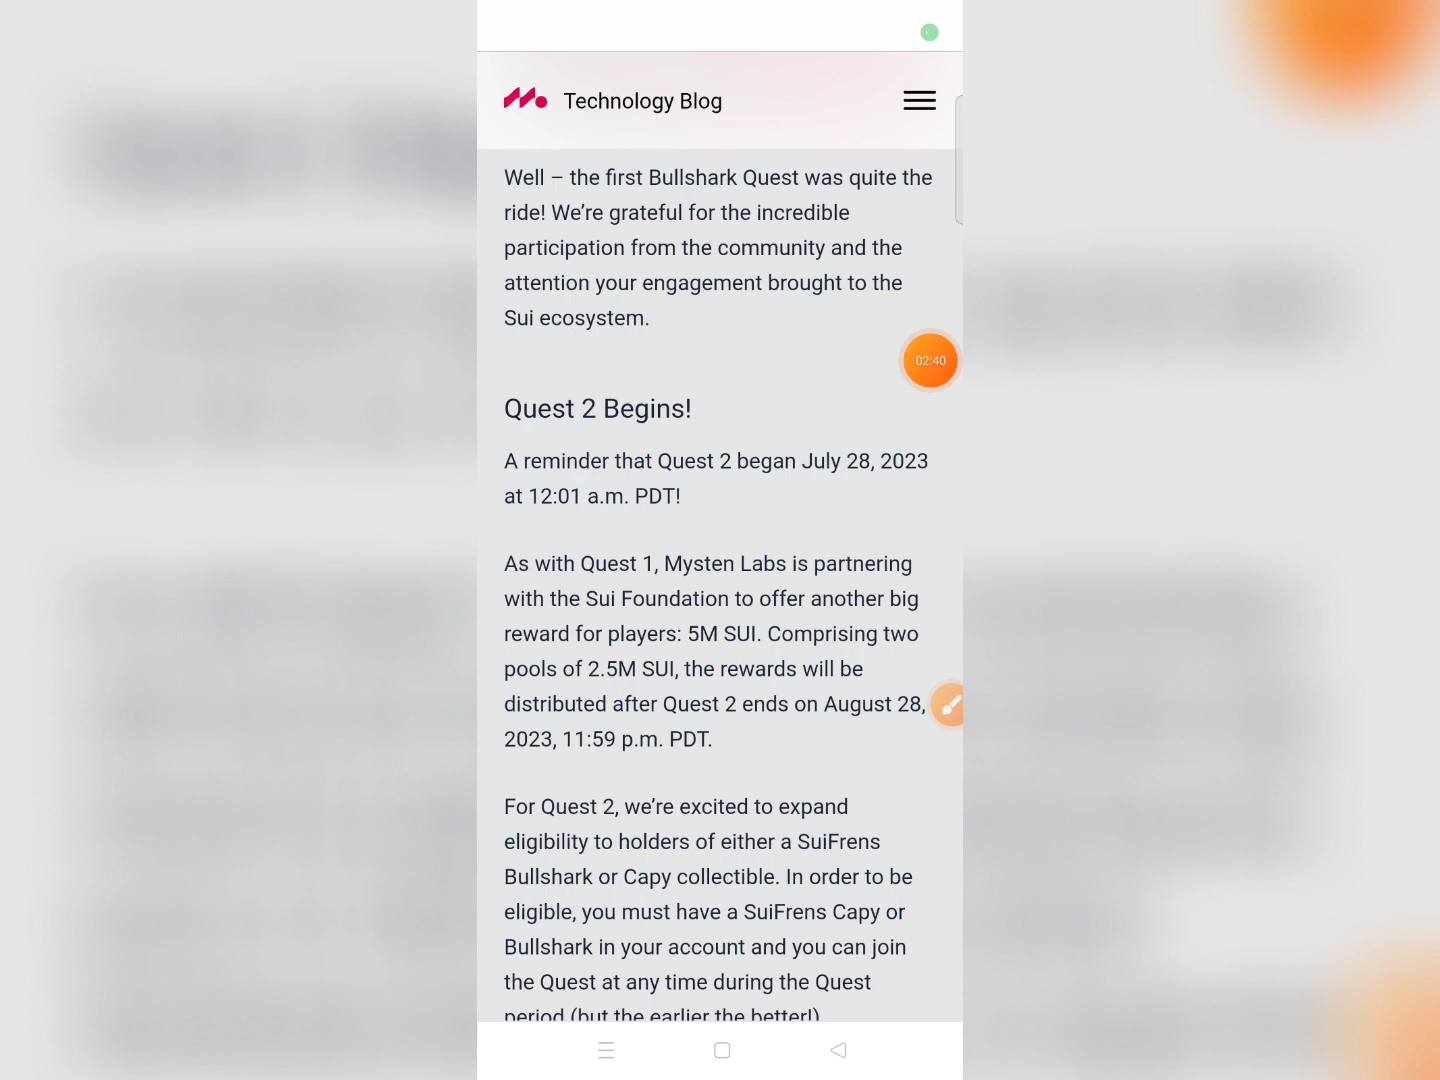 Technology Blog
Well – the first Bullshark Quest was quite the
ride! We’re grateful for the incredible
participation from the community and the
attention your engagement brought to the
Sui ecosystem.
02:40
Quest 2 Begins!
A reminder that Quest 2 began July 28, 2023
at 12:01 a.m. PDT!
As with Quest 1, Mysten Labs is partnering
with the Sui Foundation to offer another big
reward for players: 5M SUI. Comprising two
pools of 2.5M SUI, the rewards will be
distributed after Quest 2 ends on August 28,
2023, 11:59 p.m. PDT.
For Quest 2, we’re excited to expand
eligibility to holders of either a SuiFrens
Bullshark or Capy collectible. In order to be
eligible, you must have a SuiFrens Capy or
Bullshark in your account and you can join
the Quest at any time during the Quest
period (but the earlier the better!)